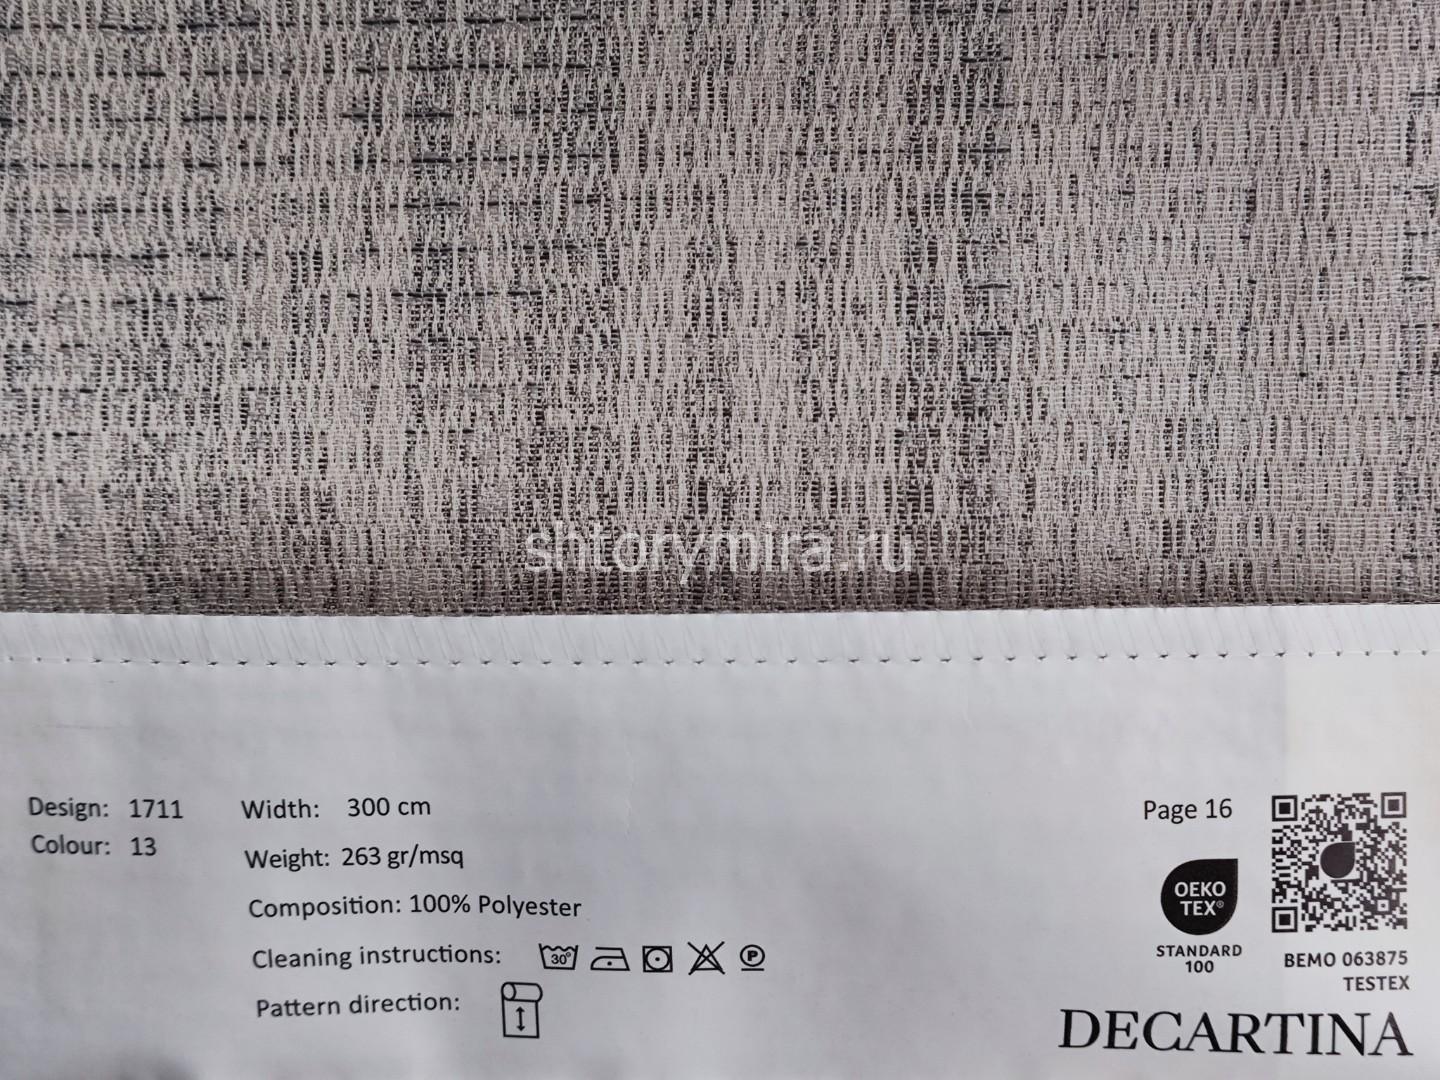 shtorymira.ru
Design: 1711
Colour: 13
Width: 300 cm
Weight: 263 gr/msq
Composition: 100% Polyester
Cleaning instructions: 30° P
Pattern direction:
Page 16
OEKO
TEX®
STANDARD
100
BEMO 063875
TESTEX
DECARTINA